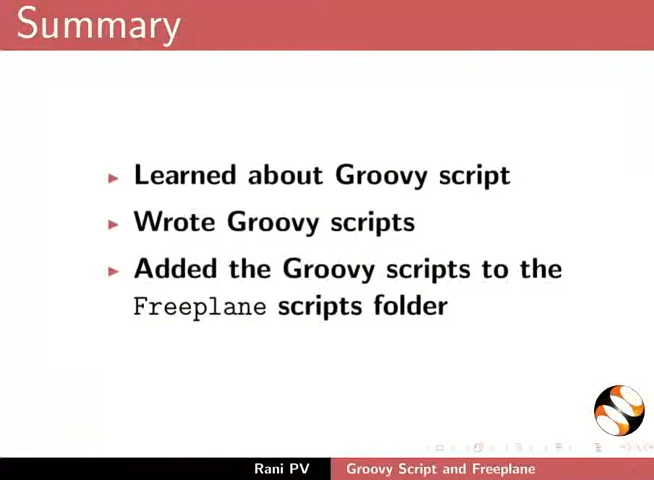 Summary
Learned about Groovy script
Wrote Groovy scripts
Added the Groovy scripts to the
Freeplane scripts folder
Rani PV Groovy Script and Freeplane